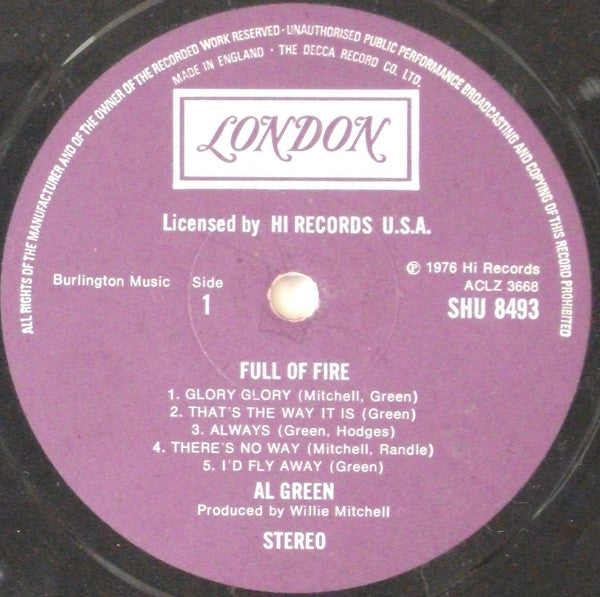 ALL RIGHTS OF THE MANUFACTURER AND OF THE OWNER OF THE RECORDED WORK RESERVED · UNAUTHORISED PUBLIC PERFORMANCE BROADCASTING AND COPYING OF THIS RECORD PROHIBITED
MADE IN ENGLAND · THE DECCA RECORD CO. LTD.
LONDON
Licensed by HI RECORDS U.S.A.
Burlington Music
Side
1
℗ 1976 Hi Records
ACLZ 3668
SHU 8493
FULL OF FIRE
1. GLORY GLORY (Mitchell, Green)
2. THAT'S THE WAY IT IS (Green)
3. ALWAYS (Green, Hodges)
4. THERE'S NO WAY (Mitchell, Randle)
5. I'D FLY AWAY (Green)
AL GREEN
Produced by Willie Mitchell
STEREO